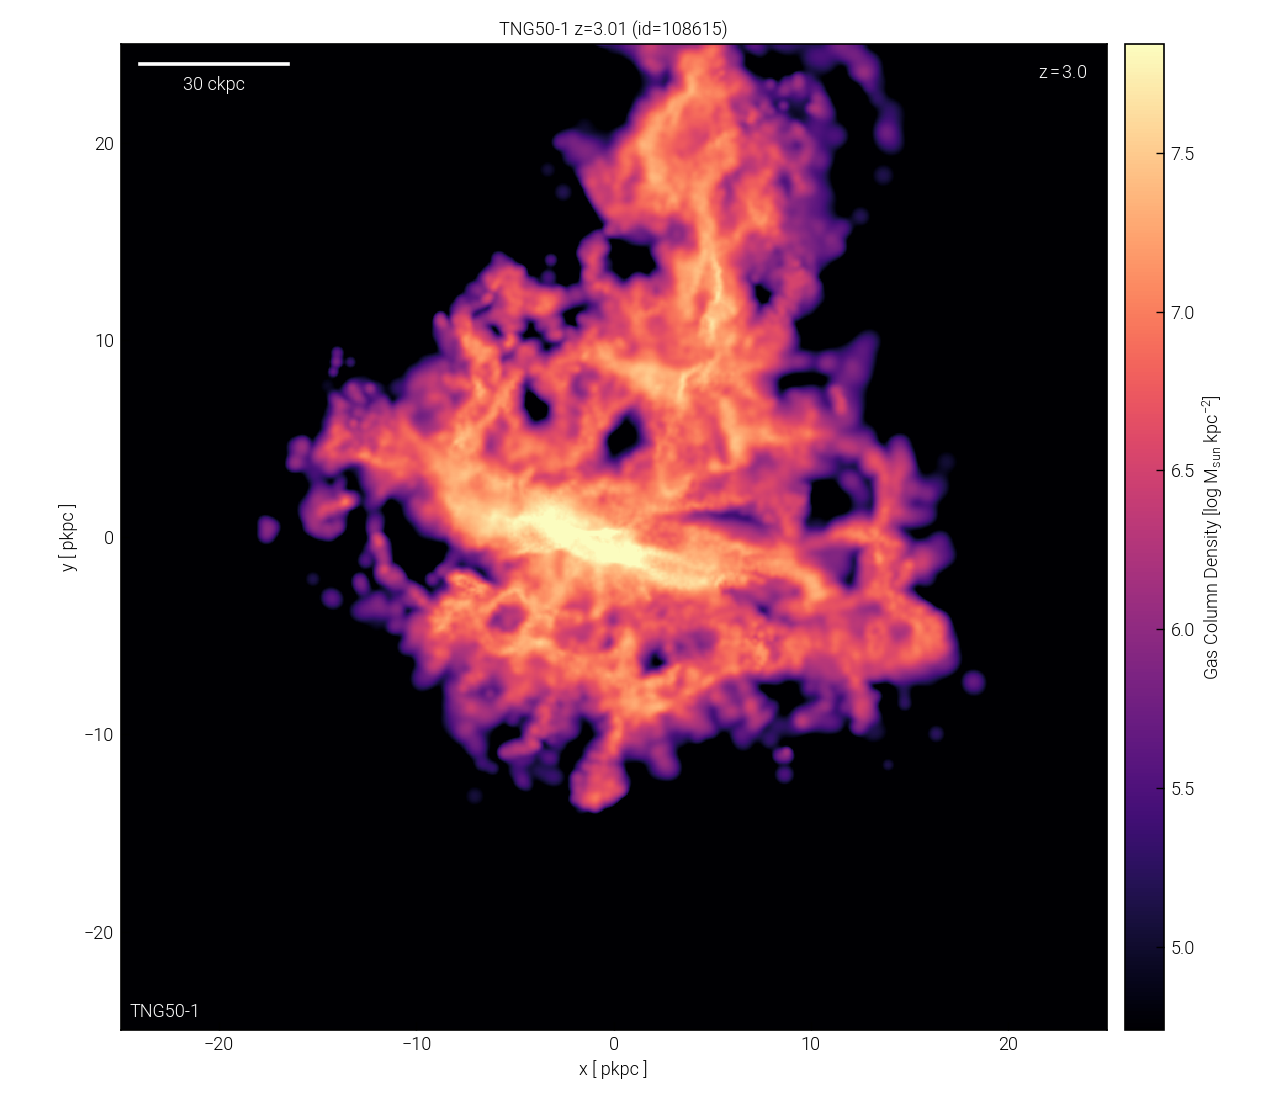 TNG50-1 z=3.01 (id=108615)
30 ckpc
z=3.0
20
10
0
−10
−20
y [ pkpc ]
TNG50-1
−20
−10
0
10
20
x [ pkpc ]
7.5
7.0
6.5
6.0
5.5
5.0
Gas Column Density [log M_sun kpc⁻²]